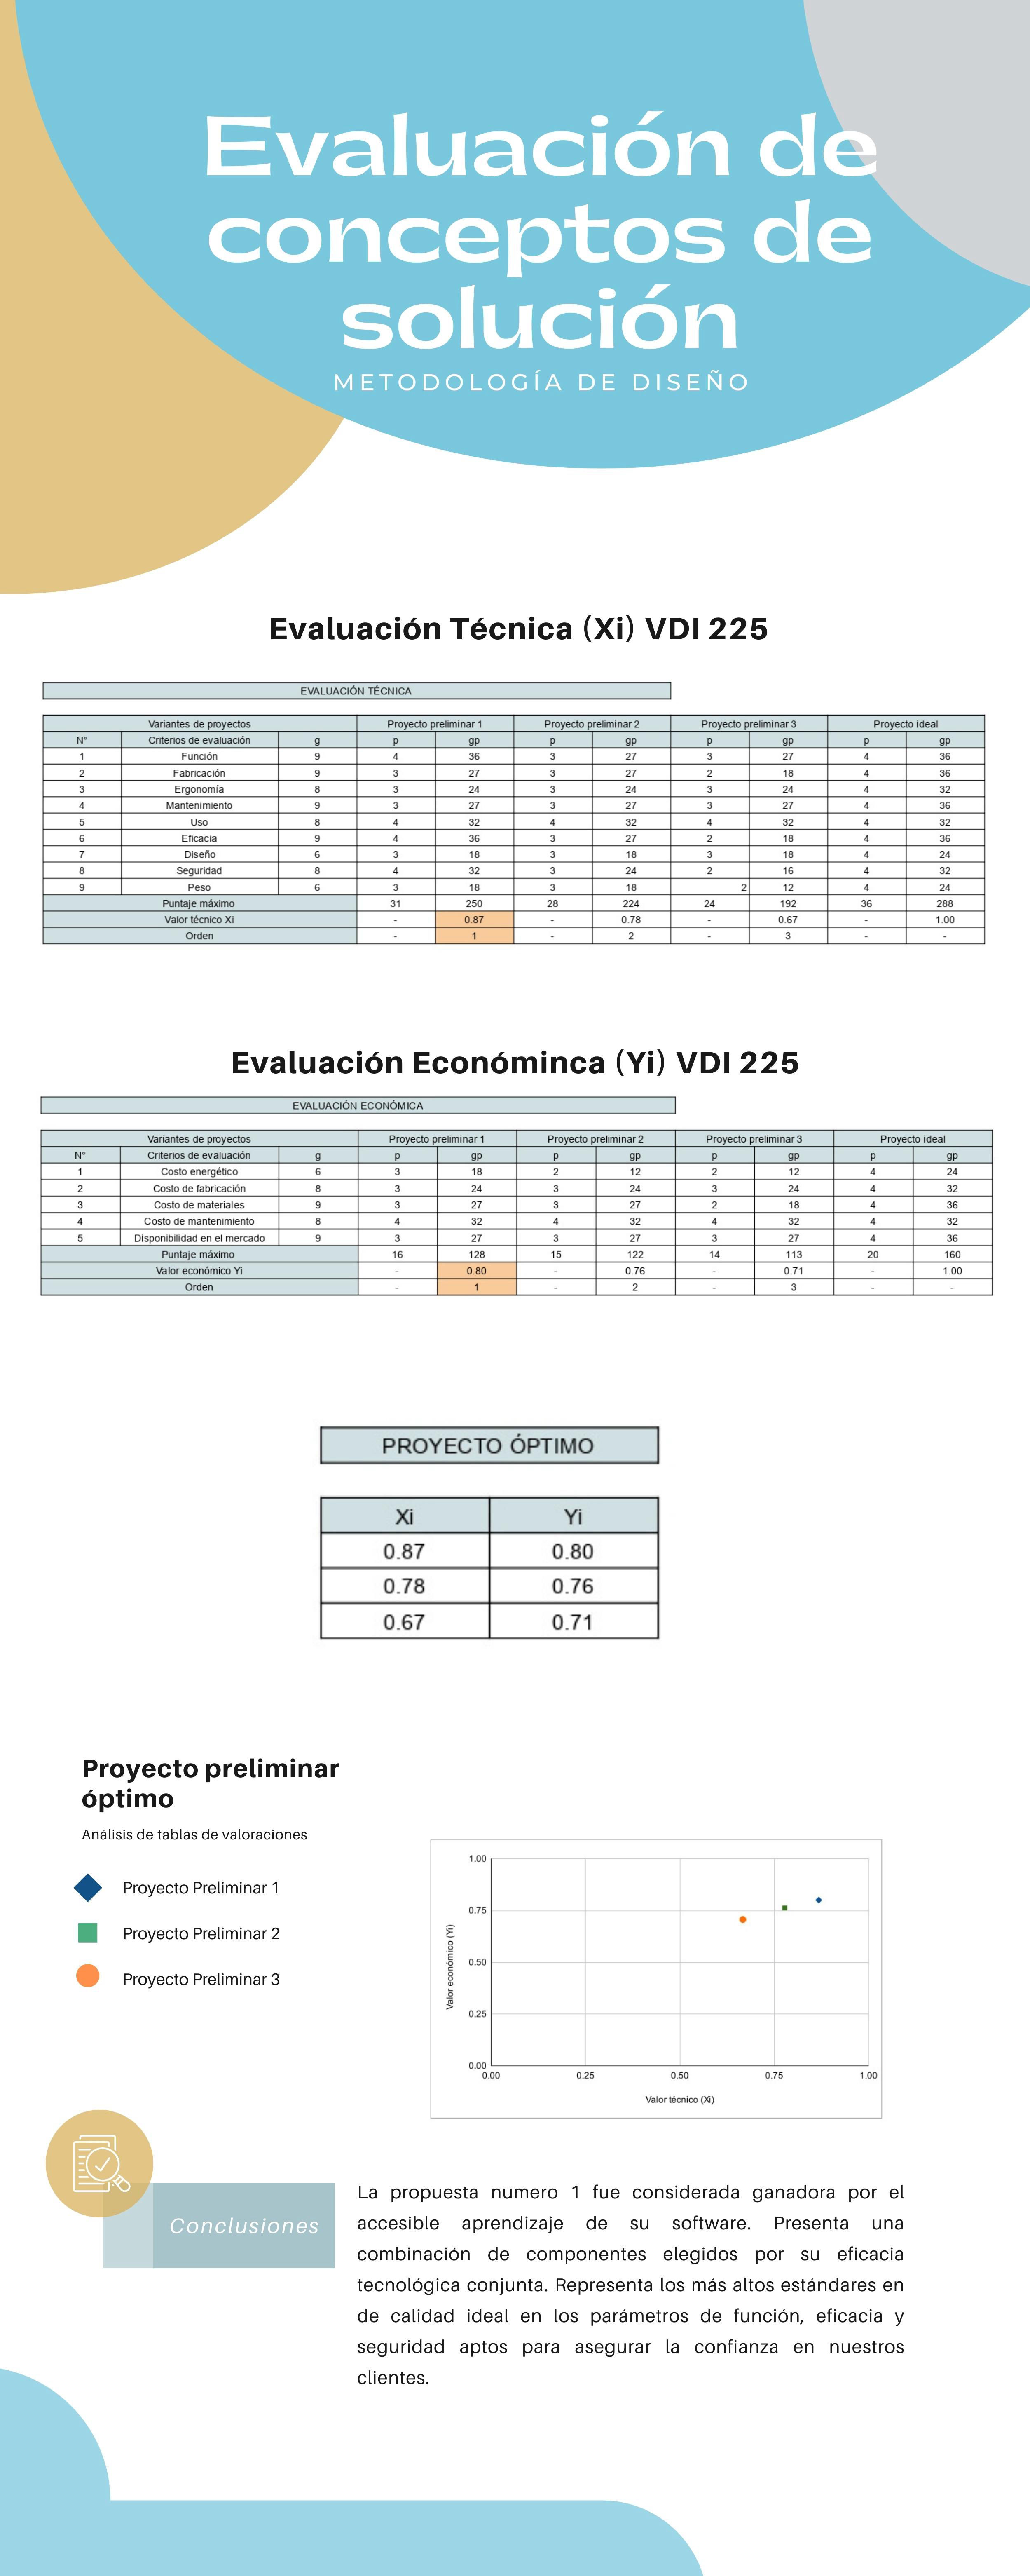 Evaluación de
conceptos de
solución
METODOLOGÍA DE DISEÑO
Evaluación Técnica (Xi) VDI 225
EVALUACIÓN TÉCNICA
Variantes de proyectos Proyecto preliminar 1 Proyecto preliminar 2 Proyecto preliminar 3 Proyecto ideal
N° Criterios de evaluación g p gp p gp p gp p gp
1 Función 9 4 36 3 27 3 27 4 36
2 Fabricación 9 3 27 3 27 2 18 4 36
3 Ergonomía 8 3 24 3 24 3 24 4 32
4 Mantenimiento 9 3 27 3 27 3 27 4 36
5 Uso 8 4 32 4 32 4 32 4 32
6 Eficacia 9 4 36 3 27 2 18 4 36
7 Diseño 6 3 18 3 18 3 18 4 24
8 Seguridad 8 4 32 3 24 2 16 4 32
9 Peso 6 3 18 3 18 2 12 4 24
Puntaje máximo 31 250 28 224 24 192 36 288
Valor técnico Xi - 0.87 - 0.78 - 0.67 - 1.00
Orden - 1 - 2 - 3 - -
Evaluación Económinca (Yi) VDI 225
EVALUACIÓN ECONÓMICA
Variantes de proyectos Proyecto preliminar 1 Proyecto preliminar 2 Proyecto preliminar 3 Proyecto ideal
N° Criterios de evaluación g p gp p gp p gp p gp
1 Costo energético 6 3 18 2 12 2 12 4 24
2 Costo de fabricación 8 3 24 3 24 3 24 4 32
3 Costo de materiales 9 3 27 3 27 2 18 4 36
4 Costo de mantenimiento 8 4 32 4 32 4 32 4 32
5 Disponibilidad en el mercado 9 3 27 3 27 3 27 4 36
Puntaje máximo 16 128 15 122 14 113 20 160
Valor económico Yi - 0.80 - 0.76 - 0.71 - 1.00
Orden - 1 - 2 - 3 - -
PROYECTO ÓPTIMO
Xi Yi
0.87 0.80
0.78 0.76
0.67 0.71
Proyecto preliminar
óptimo
Análisis de tablas de valoraciones
Proyecto Preliminar 1
Proyecto Preliminar 2
Proyecto Preliminar 3
Valor económico (Yi)
1.00
0.75
0.50
0.25
0.00
0.00 0.25 0.50 0.75 1.00
Valor técnico (Xi)
Conclusiones
La propuesta numero 1 fue considerada ganadora por el
accesible aprendizaje de su software. Presenta una
combinación de componentes elegidos por su eficacia
tecnológica conjunta. Representa los más altos estándares en
de calidad ideal en los parámetros de función, eficacia y
seguridad aptos para asegurar la confianza en nuestros
clientes.